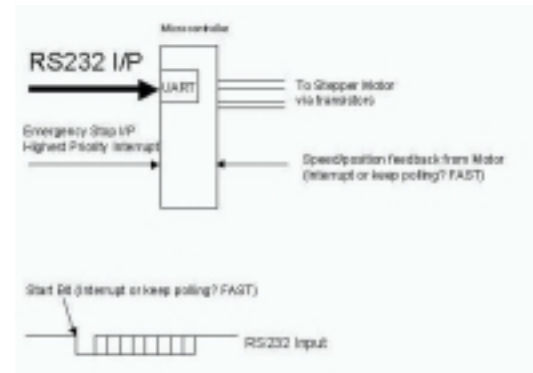 Microcontroller
RS232 I/P
UART
To Stepper Motor
via transistors
Emergency Stop I/P
Highest Priority Interrupt
Speed/position feedback from Motor
(Interrupt or keep polling? FAST)
Start Bit (Interrupt or keep polling? FAST)
RS232 Input